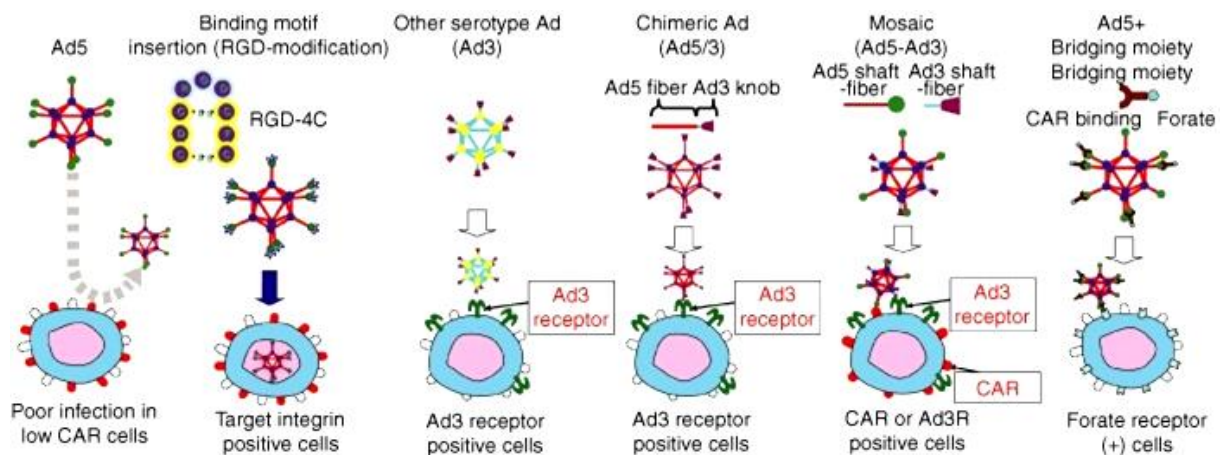 Ad5
Binding motif
insertion (RGD-modification)
RGD-4C
Other serotype Ad
(Ad3)
Chimeric Ad
(Ad5/3)
Ad5 fiber Ad3 knob
Mosaic
(Ad5-Ad3)
Ad5 shaft Ad3 shaft
-fiber -fiber
Ad5+
Bridging moiety
Bridging moiety
CAR binding Forate
Ad3
receptor
Ad3
receptor
Ad3
receptor
CAR
Poor infection in
low CAR cells
Target integrin
positive cells
Ad3 receptor
positive cells
Ad3 receptor
positive cells
CAR or Ad3R
positive cells
Forate receptor
(+) cells